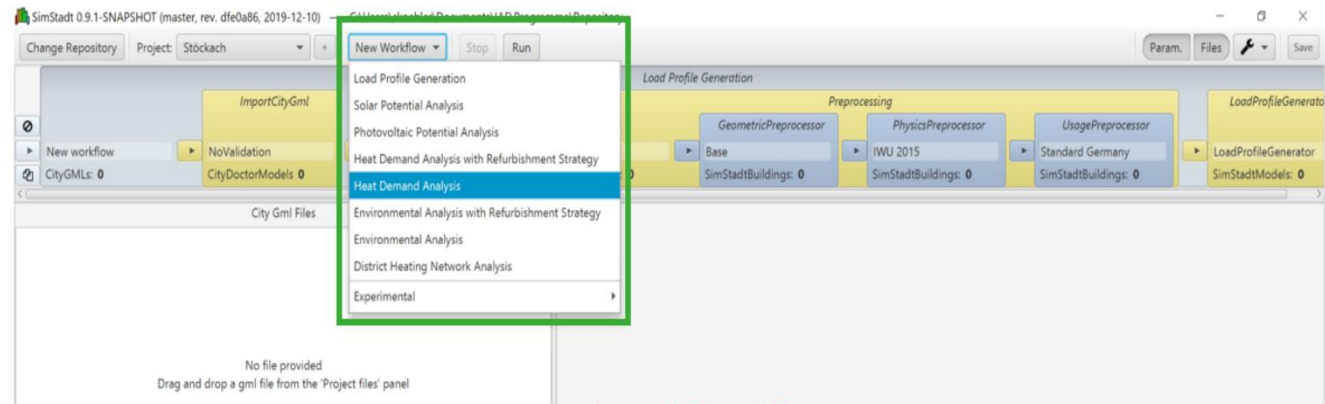 SimStadt 0.9.1-SNAPSHOT (master, rev. dfe0a86, 2019-12-10)
Change Repository Project: Stöckach + New Workflow Stop Run Param. Files Save
Load Profile Generation
Solar Potential Analysis
Photovoltaic Potential Analysis
Heat Demand Analysis with Refurbishment Strategy
Heat Demand Analysis
Environmental Analysis with Refurbishment Strategy
Environmental Analysis
District Heating Network Analysis
Experimental
Load Profile Generation
ImportCityGml Preprocessing LoadProfileGenerato
GeometricPreprocessor PhysicsPreprocessor UsagePreprocessor
New workflow NoValidation Base IWU 2015 Standard Germany LoadProfileGenerator
CityGMLs: 0 CityDoctorModels 0 SimStadtBuildings: 0 SimStadtBuildings: 0 SimStadtBuildings: 0 SimStadtModels: 0
City Gml Files
No file provided
Drag and drop a gml file from the 'Project files' panel